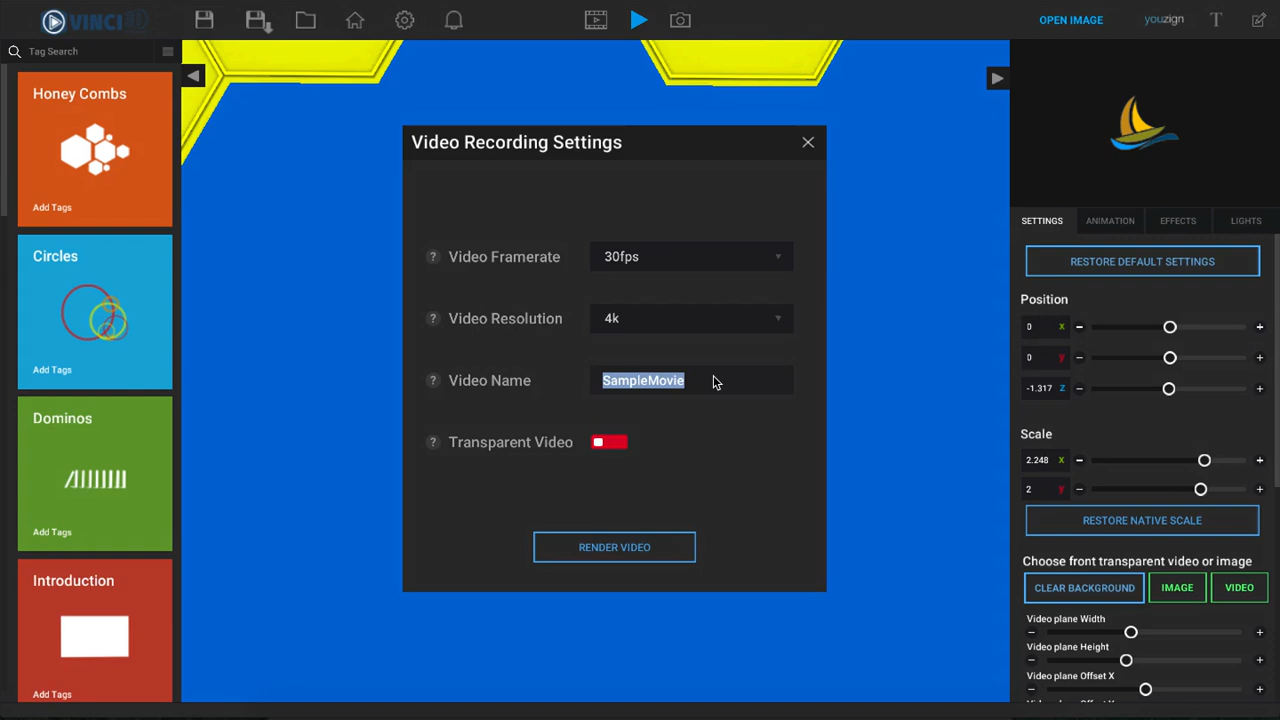 VINCI3D
OPEN IMAGE
youzign
T
Tag Search
Honey Combs
Add Tags
Circles
Add Tags
Dominos
Add Tags
Introduction
Add Tags
Video Recording Settings
? Video Framerate 30fps
? Video Resolution 4k
? Video Name SampleMovie
? Transparent Video
RENDER VIDEO
SETTINGS ANIMATION EFFECTS LIGHTS
RESTORE DEFAULT SETTINGS
Position
0 x
0 y
-1.317 z
Scale
2.248 x
2 y
RESTORE NATIVE SCALE
Choose front transparent video or image
CLEAR BACKGROUND IMAGE VIDEO
Video plane Width
Video plane Height
Video plane Offset X